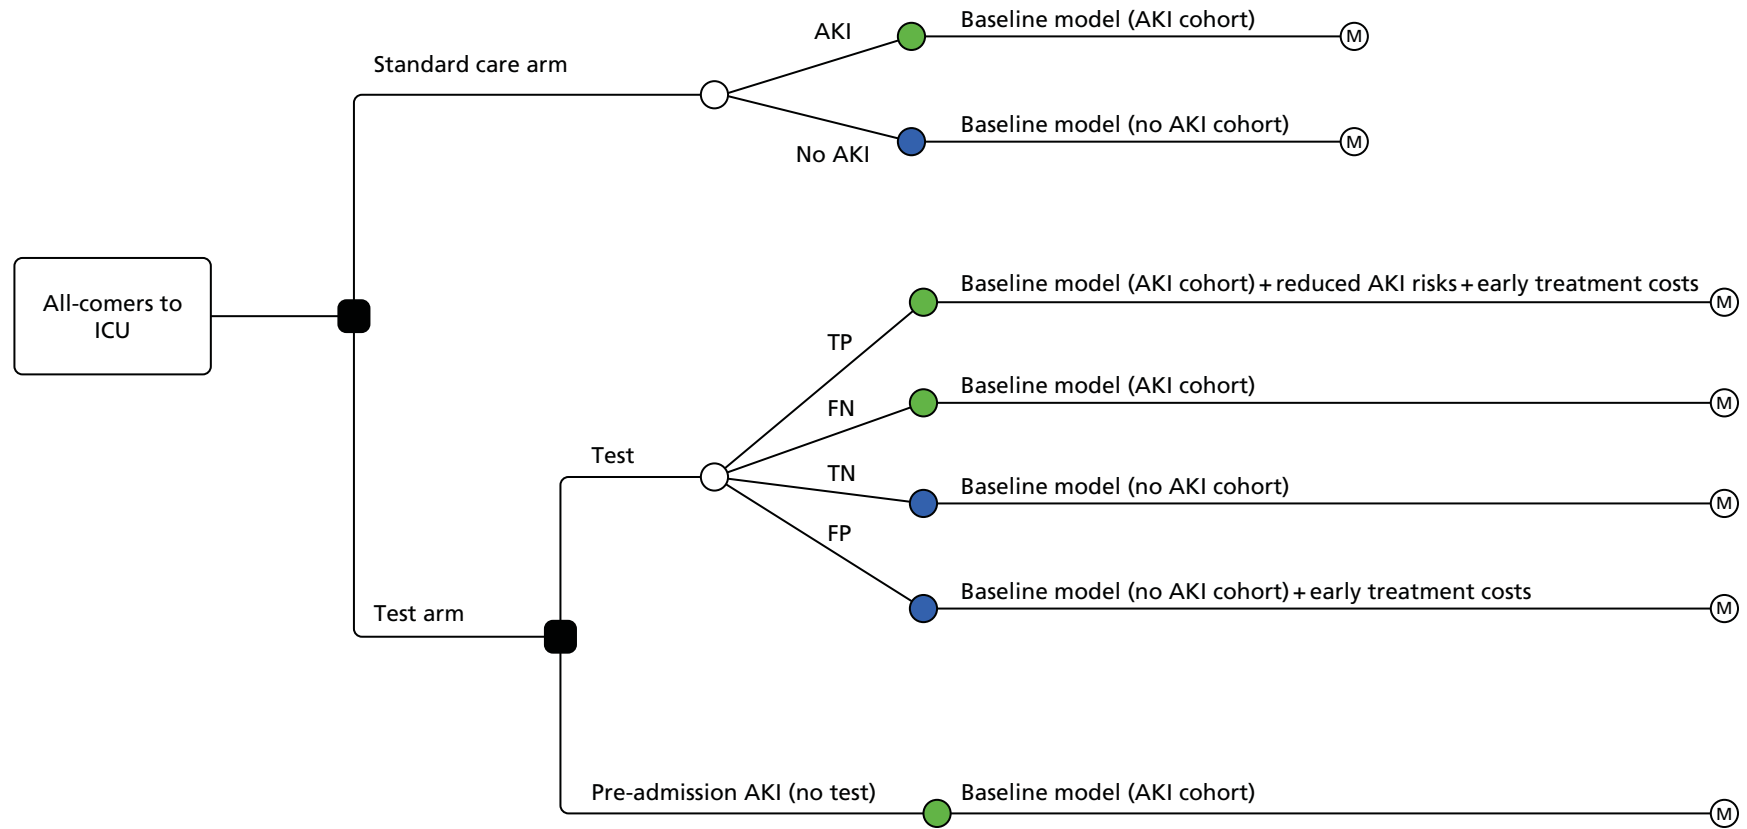 AKI
Baseline model (AKI cohort)
M
Standard care arm
No AKI
Baseline model (no AKI cohort)
M
All-comers to
ICU
TP
Baseline model (AKI cohort) + reduced AKI risks + early treatment costs
M
FN
Baseline model (AKI cohort)
M
Test
TN
Baseline model (no AKI cohort)
M
FP
Baseline model (no AKI cohort) + early treatment costs
M
Test arm
Pre-admission AKI (no test)
Baseline model (AKI cohort)
M